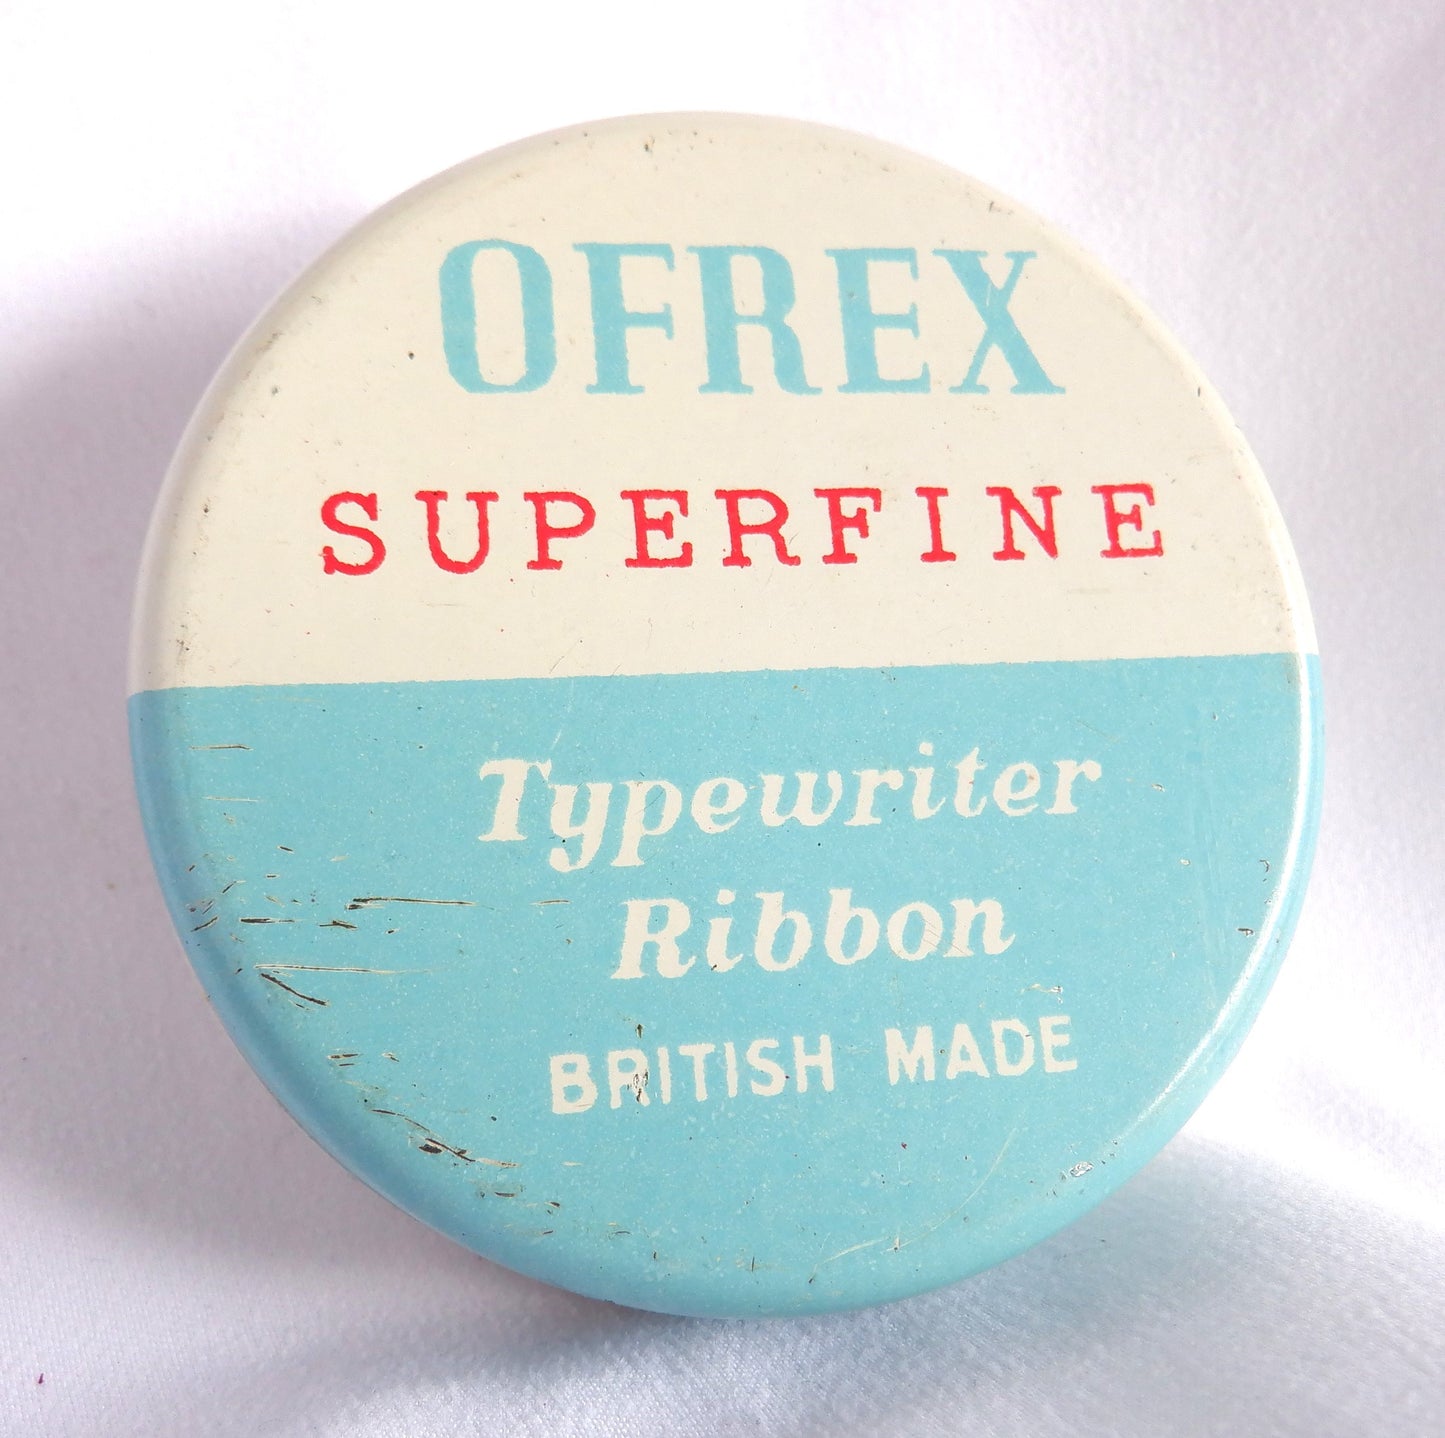 OFREX
SUPERFINE
Typewriter
Ribbon
BRITISH MADE